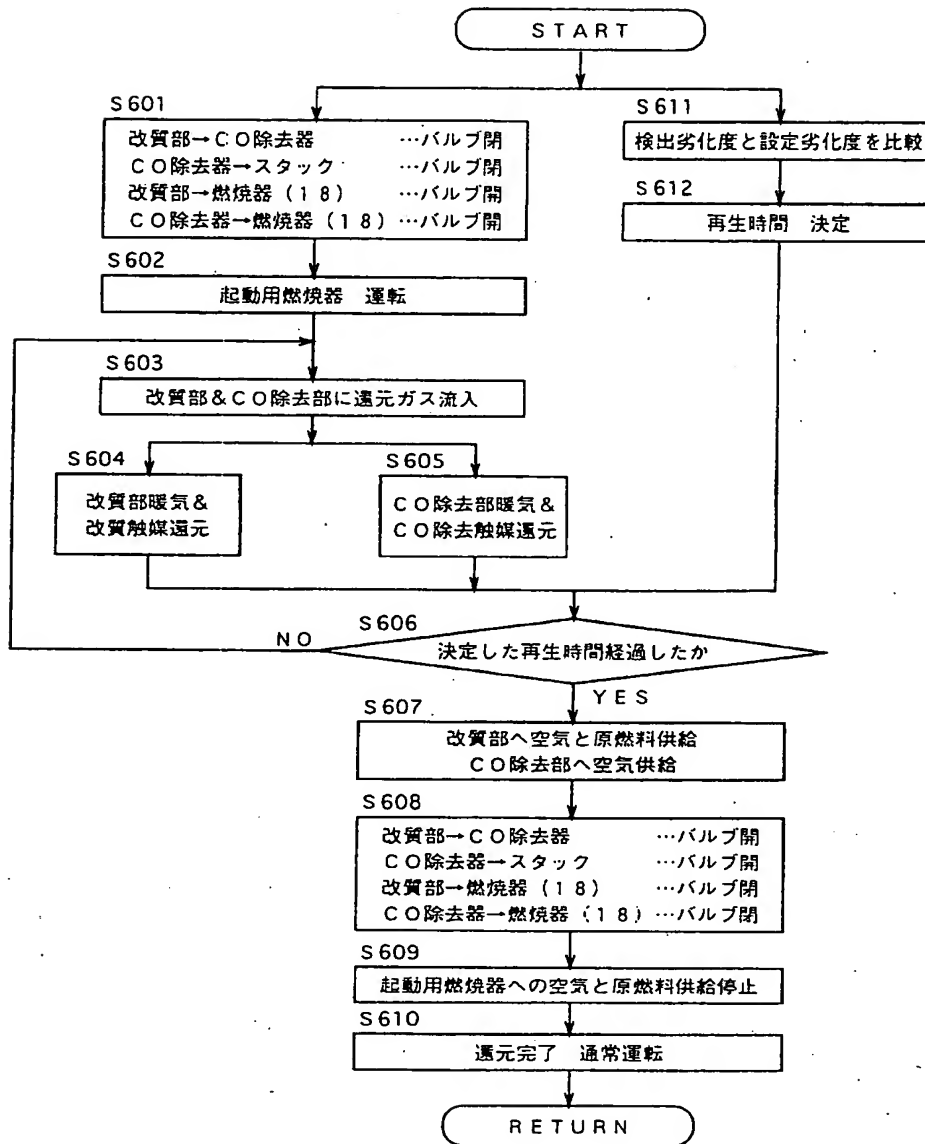 START
S601
改質部→CO除去器 …バルブ閉
CO除去器→スタック …バルブ閉
改質部→燃焼器(18) …バルブ開
CO除去器→燃焼器(18)…バルブ開
S611
検出劣化度と設定劣化度を比較
S612
再生時間 決定
S602
起動用燃焼器 運転
S603
改質部&CO除去部に還元ガス流入
S604
改質部暖気&
改質触媒還元
S605
CO除去部暖気&
CO除去触媒還元
S606
決定した再生時間経過したか
NO
YES
S607
改質部へ空気と原燃料供給
CO除去部へ空気供給
S608
改質部→CO除去器 …バルブ開
CO除去器→スタック …バルブ開
改質部→燃焼器(18) …バルブ閉
CO除去器→燃焼器(18)…バルブ閉
S609
起動用燃焼器への空気と原燃料供給停止
S610
還元完了 通常運転
RETURN